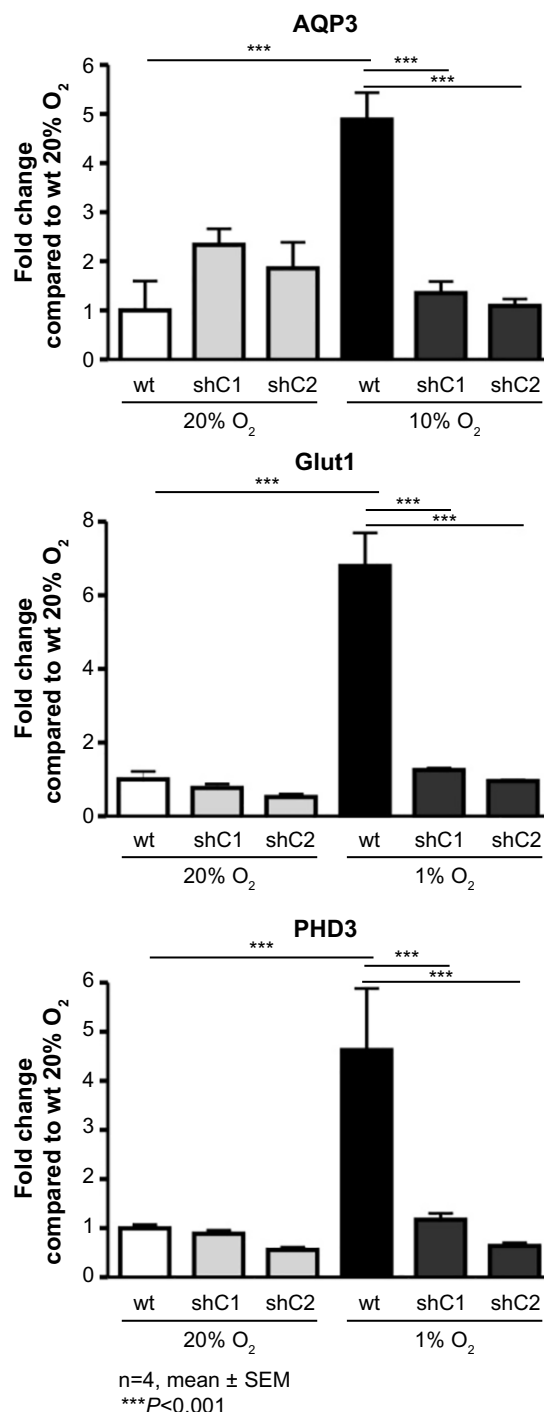 AQP3
***
***
***
Fold change
compared to wt 20% O₂
6
5
4
3
2
1
0
wt shC1 shC2 wt shC1 shC2
20% O₂ 10% O₂
Glut1
***
***
***
Fold change
compared to wt 20% O₂
8
6
4
2
0
wt shC1 shC2 wt shC1 shC2
20% O₂ 1% O₂
PHD3
***
***
***
Fold change
compared to wt 20% O₂
6
5
4
3
2
1
0
wt shC1 shC2 wt shC1 shC2
20% O₂ 1% O₂
n=4, mean ± SEM
***P<0.001